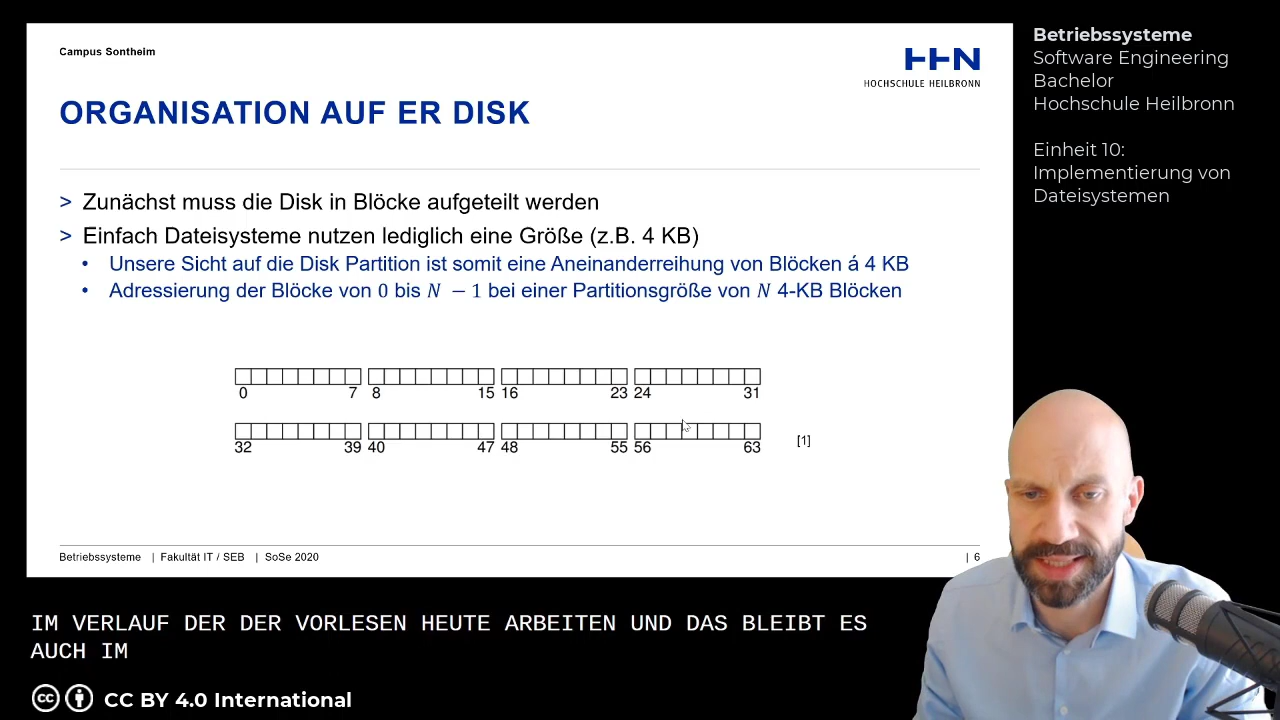 Campus Sontheim
HHN
HOCHSCHULE HEILBRONN
ORGANISATION AUF ER DISK
> Zunächst muss die Disk in Blöcke aufgeteilt werden
> Einfach Dateisysteme nutzen lediglich eine Größe (z.B. 4 KB)
• Unsere Sicht auf die Disk Partition ist somit eine Aneinanderreihung von Blöcken á 4 KB
• Adressierung der Blöcke von 0 bis N − 1 bei einer Partitionsgröße von N 4-KB Blöcken
0 7 8 15 16 23 24 31
32 39 40 47 48 55 56 63
[1]
Betriebssysteme | Fakultät IT / SEB | SoSe 2020 | 6
Betriebssysteme
Software Engineering
Bachelor
Hochschule Heilbronn
Einheit 10:
Implementierung von
Dateisystemen
IM VERLAUF DER DER VORLESEN HEUTE ARBEITEN UND DAS BLEIBT ES
AUCH IM
cc CC BY 4.0 International